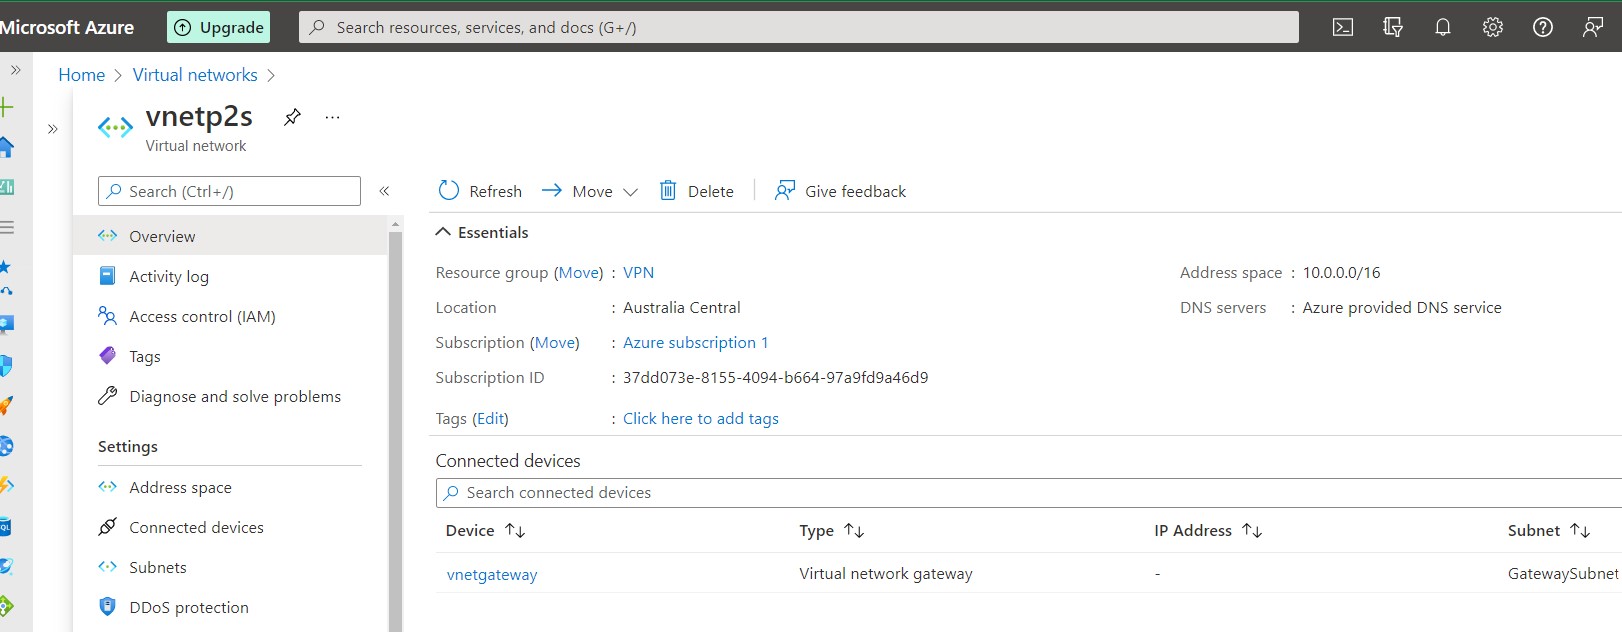 Microsoft Azure Upgrade Search resources, services, and docs (G+/)
Home > Virtual networks >
vnetp2s ...
Virtual network
Search (Ctrl+/)
Refresh Move Delete Give feedback
Overview
Activity log
Access control (IAM)
Tags
Diagnose and solve problems
Settings
Address space
Connected devices
Subnets
DDoS protection
Essentials
Resource group (Move) : VPN
Location : Australia Central
Subscription (Move) : Azure subscription 1
Subscription ID : 37dd073e-8155-4094-b664-97a9fd9a46d9
Tags (Edit) : Click here to add tags
Address space : 10.0.0.0/16
DNS servers : Azure provided DNS service
Connected devices
Search connected devices
Device Type IP Address Subnet
vnetgateway Virtual network gateway - GatewaySubnet